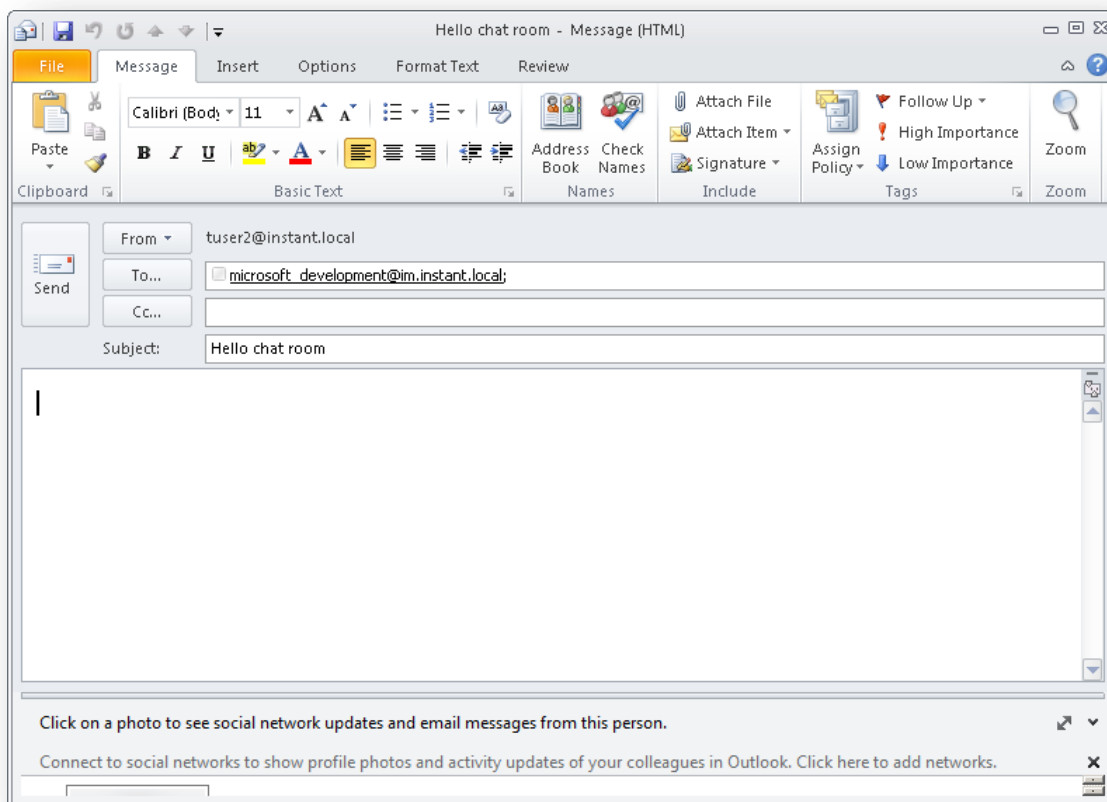 Hello chat room - Message (HTML)
File Message Insert Options Format Text Review
Calibri (Body 11
Attach File
Follow Up
Attach Item
High Importance
Paste
Address Book
Check Names
Signature
Assign Policy
Low Importance
Zoom
Clipboard Basic Text Names Include Tags Zoom
From tuser2@instant.local
Send
To... microsoft_development@im.instant.local;
Cc...
Subject: Hello chat room
Click on a photo to see social network updates and email messages from this person.
Connect to social networks to show profile photos and activity updates of your colleagues in Outlook. Click here to add networks.